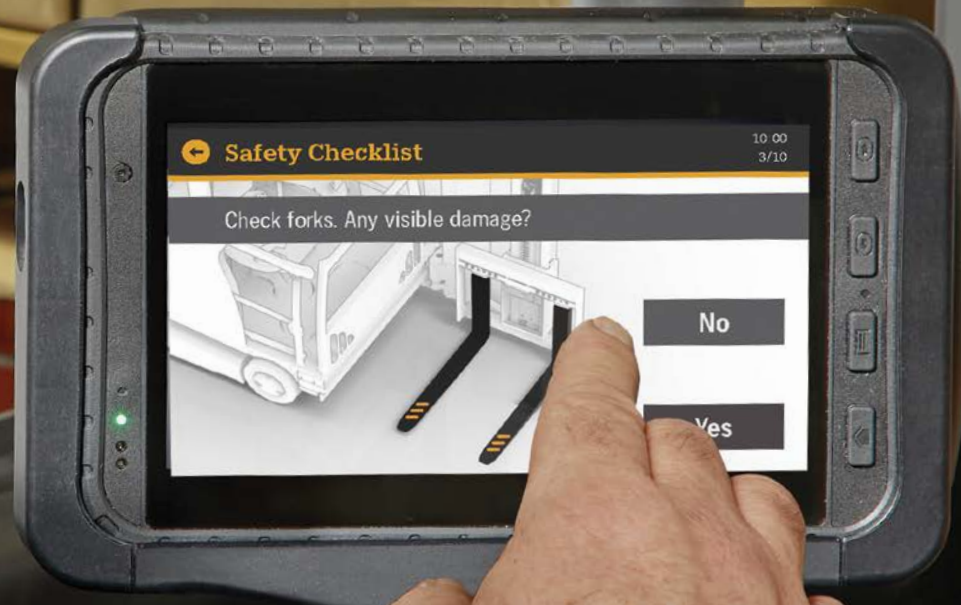 Safety Checklist
10 00
3/10
Check forks. Any visible damage?
No
Yes